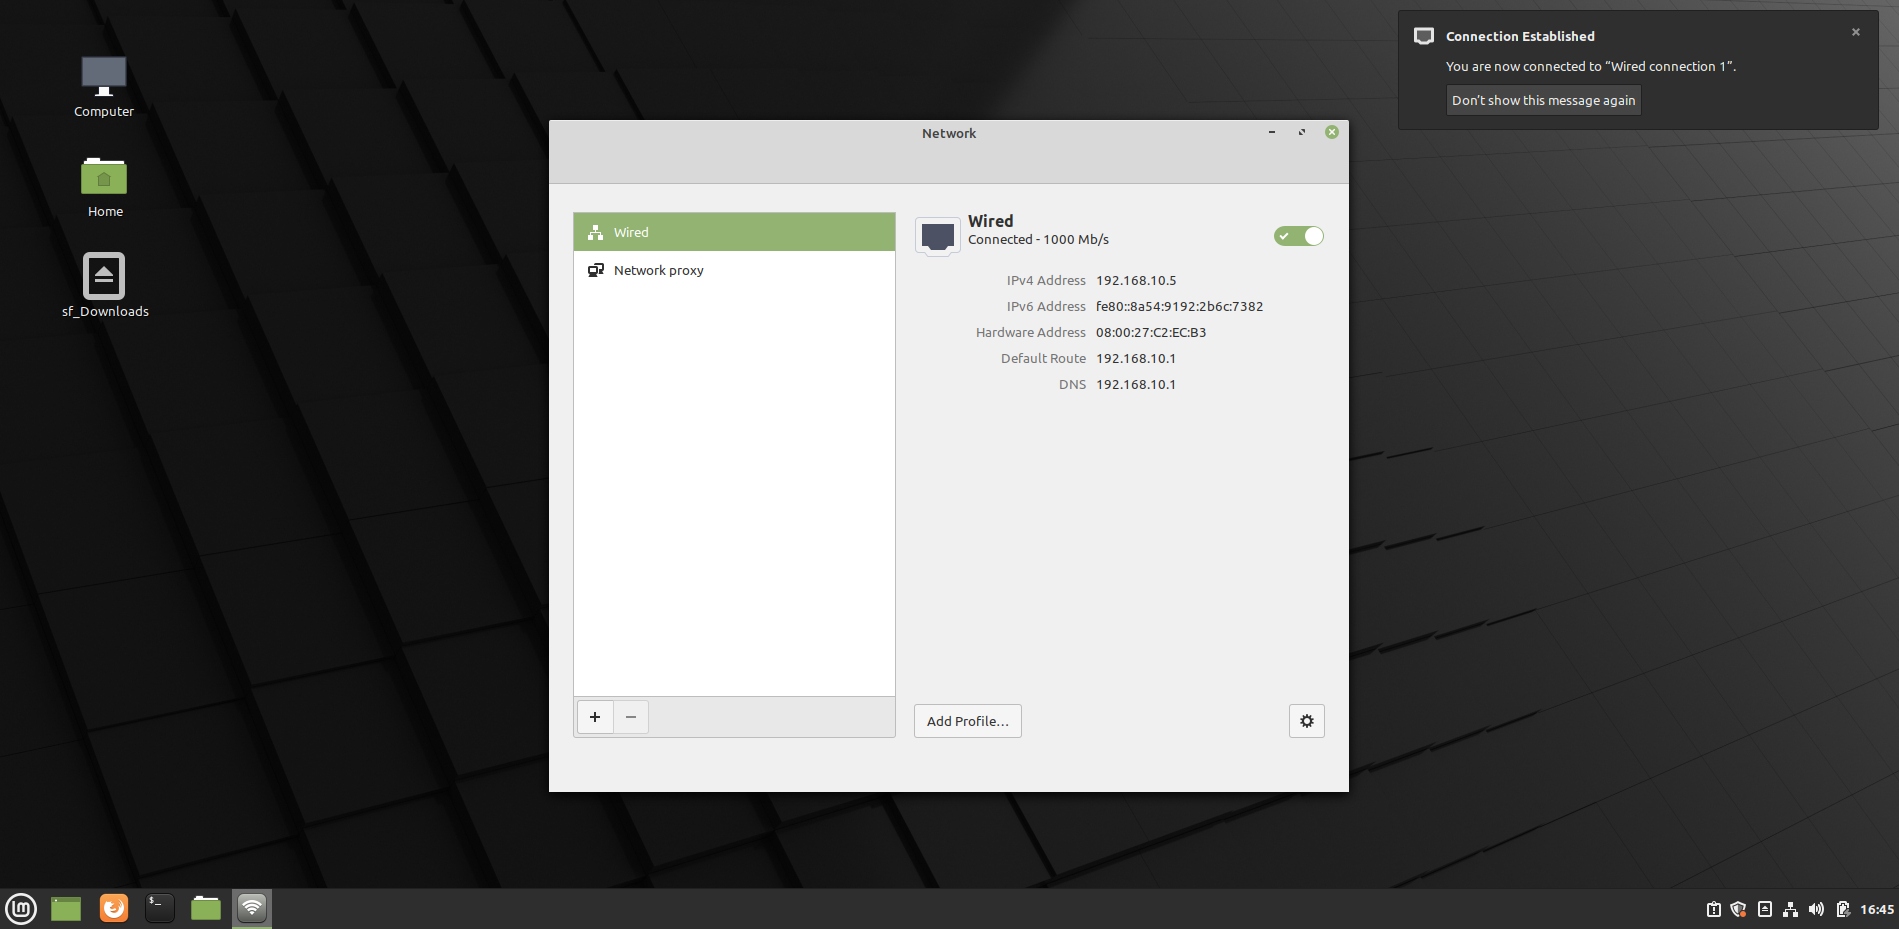 Computer
Home
sf_Downloads
Connection Established
You are now connected to “Wired connection 1”.
Don’t show this message again
Network
Wired
Network proxy
Wired
Connected - 1000 Mb/s
IPv4 Address 192.168.10.5
IPv6 Address fe80::8a54:9192:2b6c:7382
Hardware Address 08:00:27:C2:EC:B3
Default Route 192.168.10.1
DNS 192.168.10.1
Add Profile…
16:45